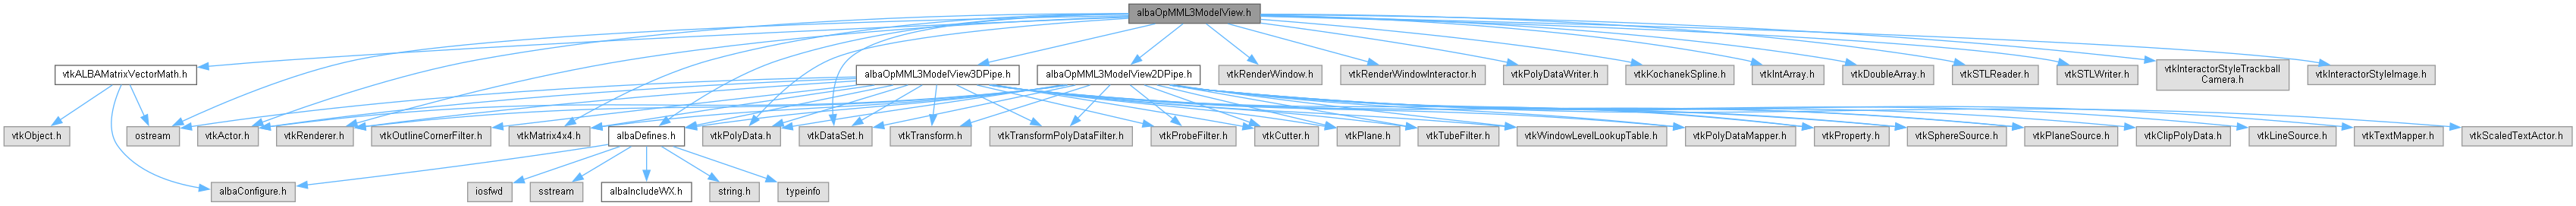 albaOpMML3ModelView.h
vtkALBAMatrixVectorMath.h
albaOpMML3ModelView3DPipe.h
albaOpMML3ModelView2DPipe.h
vtkRenderWindow.h
vtkRenderWindowInteractor.h
vtkPolyDataWriter.h
vtkKochanekSpline.h
vtkIntArray.h
vtkDoubleArray.h
vtkSTLReader.h
vtkSTLWriter.h
vtkInteractorStyleTrackball
Camera.h
vtkInteractorStyleImage.h
vtkObject.h
ostream
vtkActor.h
vtkRenderer.h
vtkOutlineCornerFilter.h
vtkMatrix4x4.h
albaDefines.h
vtkPolyData.h
vtkDataSet.h
vtkTransform.h
vtkTransformPolyDataFilter.h
vtkProbeFilter.h
vtkCutter.h
vtkPlane.h
vtkTubeFilter.h
vtkWindowLevelLookupTable.h
vtkPolyDataMapper.h
vtkProperty.h
vtkSphereSource.h
vtkPlaneSource.h
vtkClipPolyData.h
vtkLineSource.h
vtkTextMapper.h
vtkScaledTextActor.h
albaConfigure.h
iosfwd
sstream
albaIncludeWX.h
string.h
typeinfo